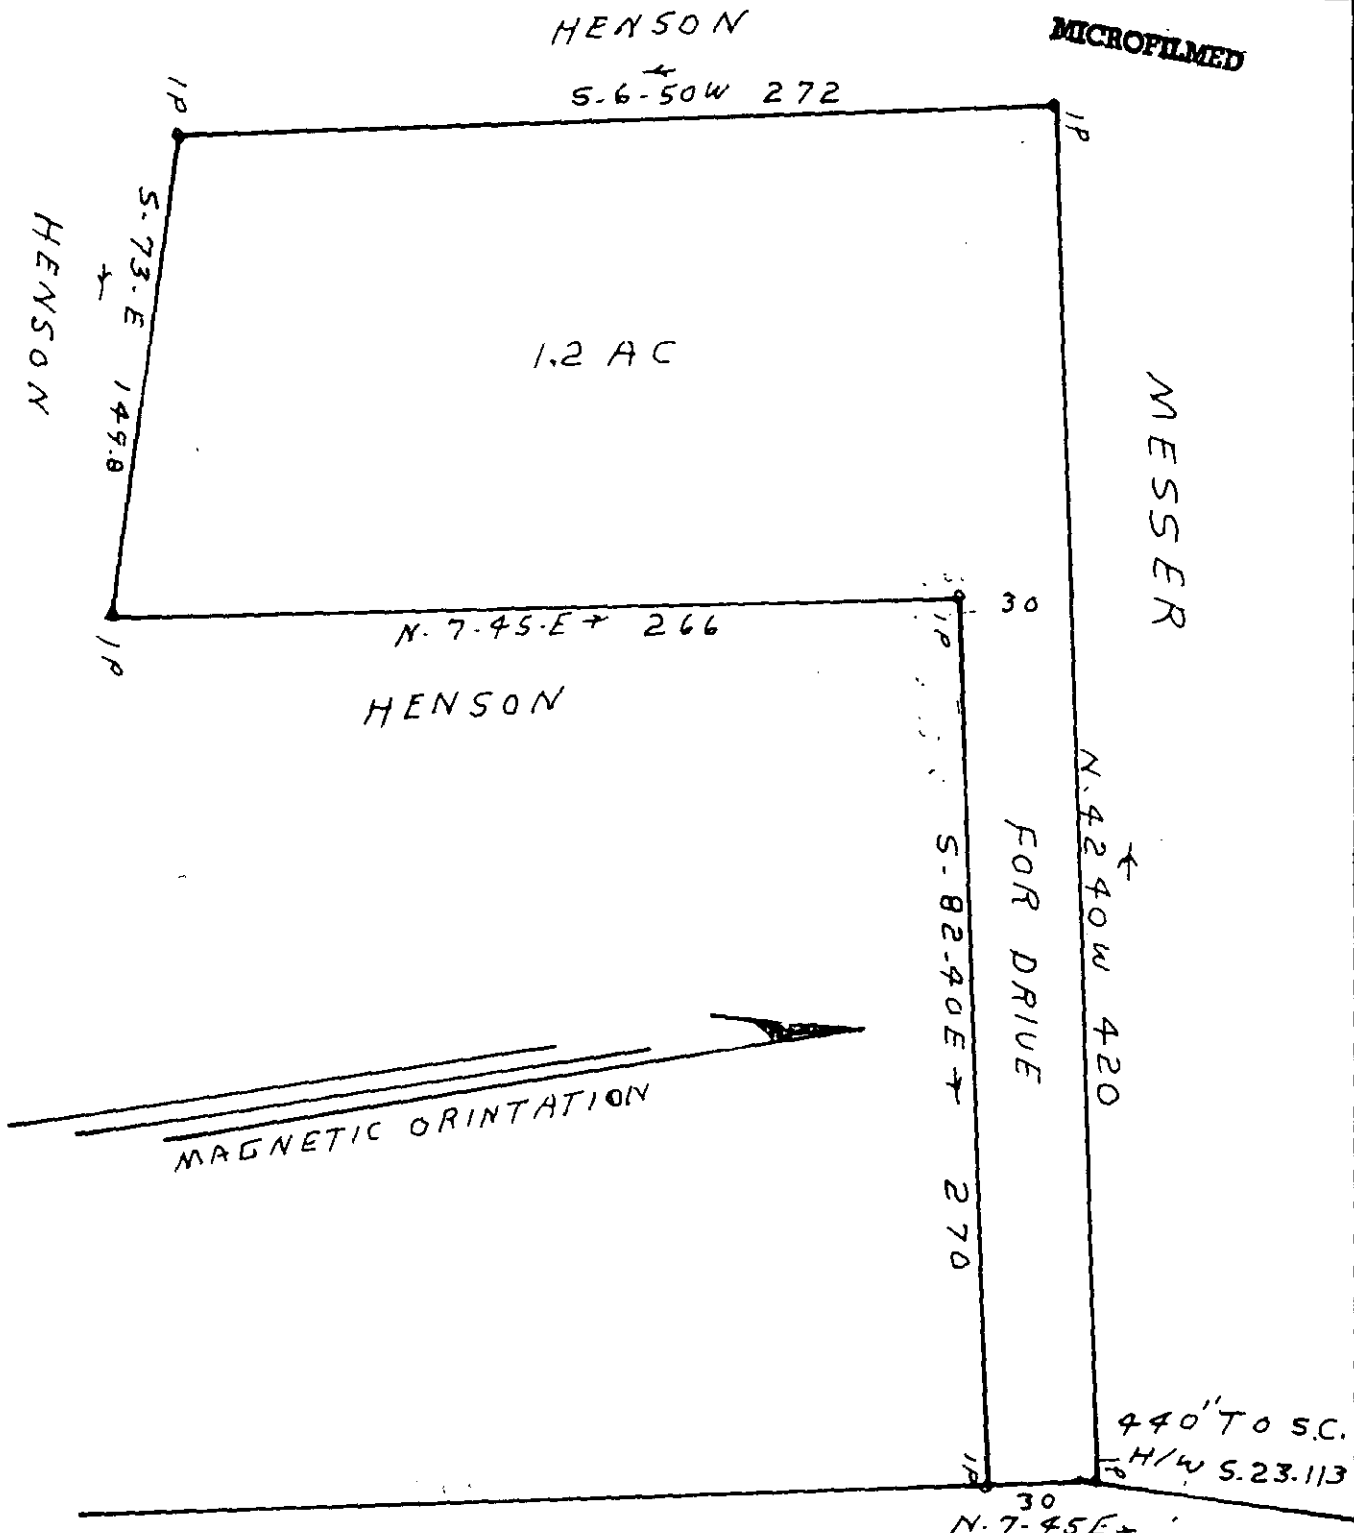 HENSON
MICROFILMED
S-6-50W 272
IP
IP
S-73-E 149.8
HENSON
1.2 AC
MESSER
30
IP
N-7-45-E 266
IP
HENSON
N.42 40W 420
FOR DRIVE
S-82-40E 270
MAGNETIC ORINTATION
440" TO S.C.
H/W S.23.113
IP
IP
30
N-7-45E